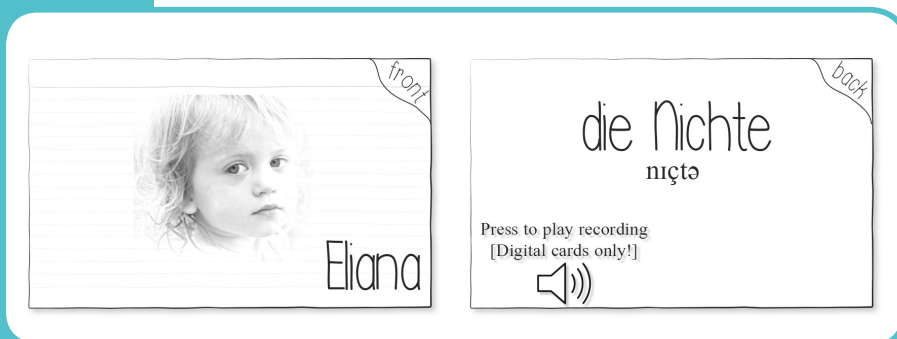 front
Eliana
back
die Nichte
nıçtə
Press to play recording
[Digital cards only!]